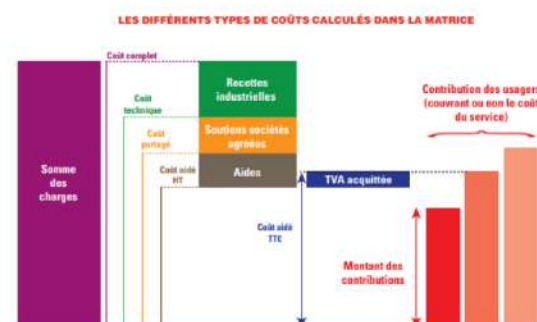 LES DIFFÉRENTS TYPES DE COÛTS CALCULÉS DANS LA MATRICE
Coût complet
Recettes
industrielles
Coût
technique
Contribution des usagers
(couvrant ou non le coût
du service)
Soutiens sociétés
agréées
Coût
partagé
Somme
des
charges
Coût aidé
HT
Aides
TVA acquittée
Coût aidé
TTC
Montant des
contributions